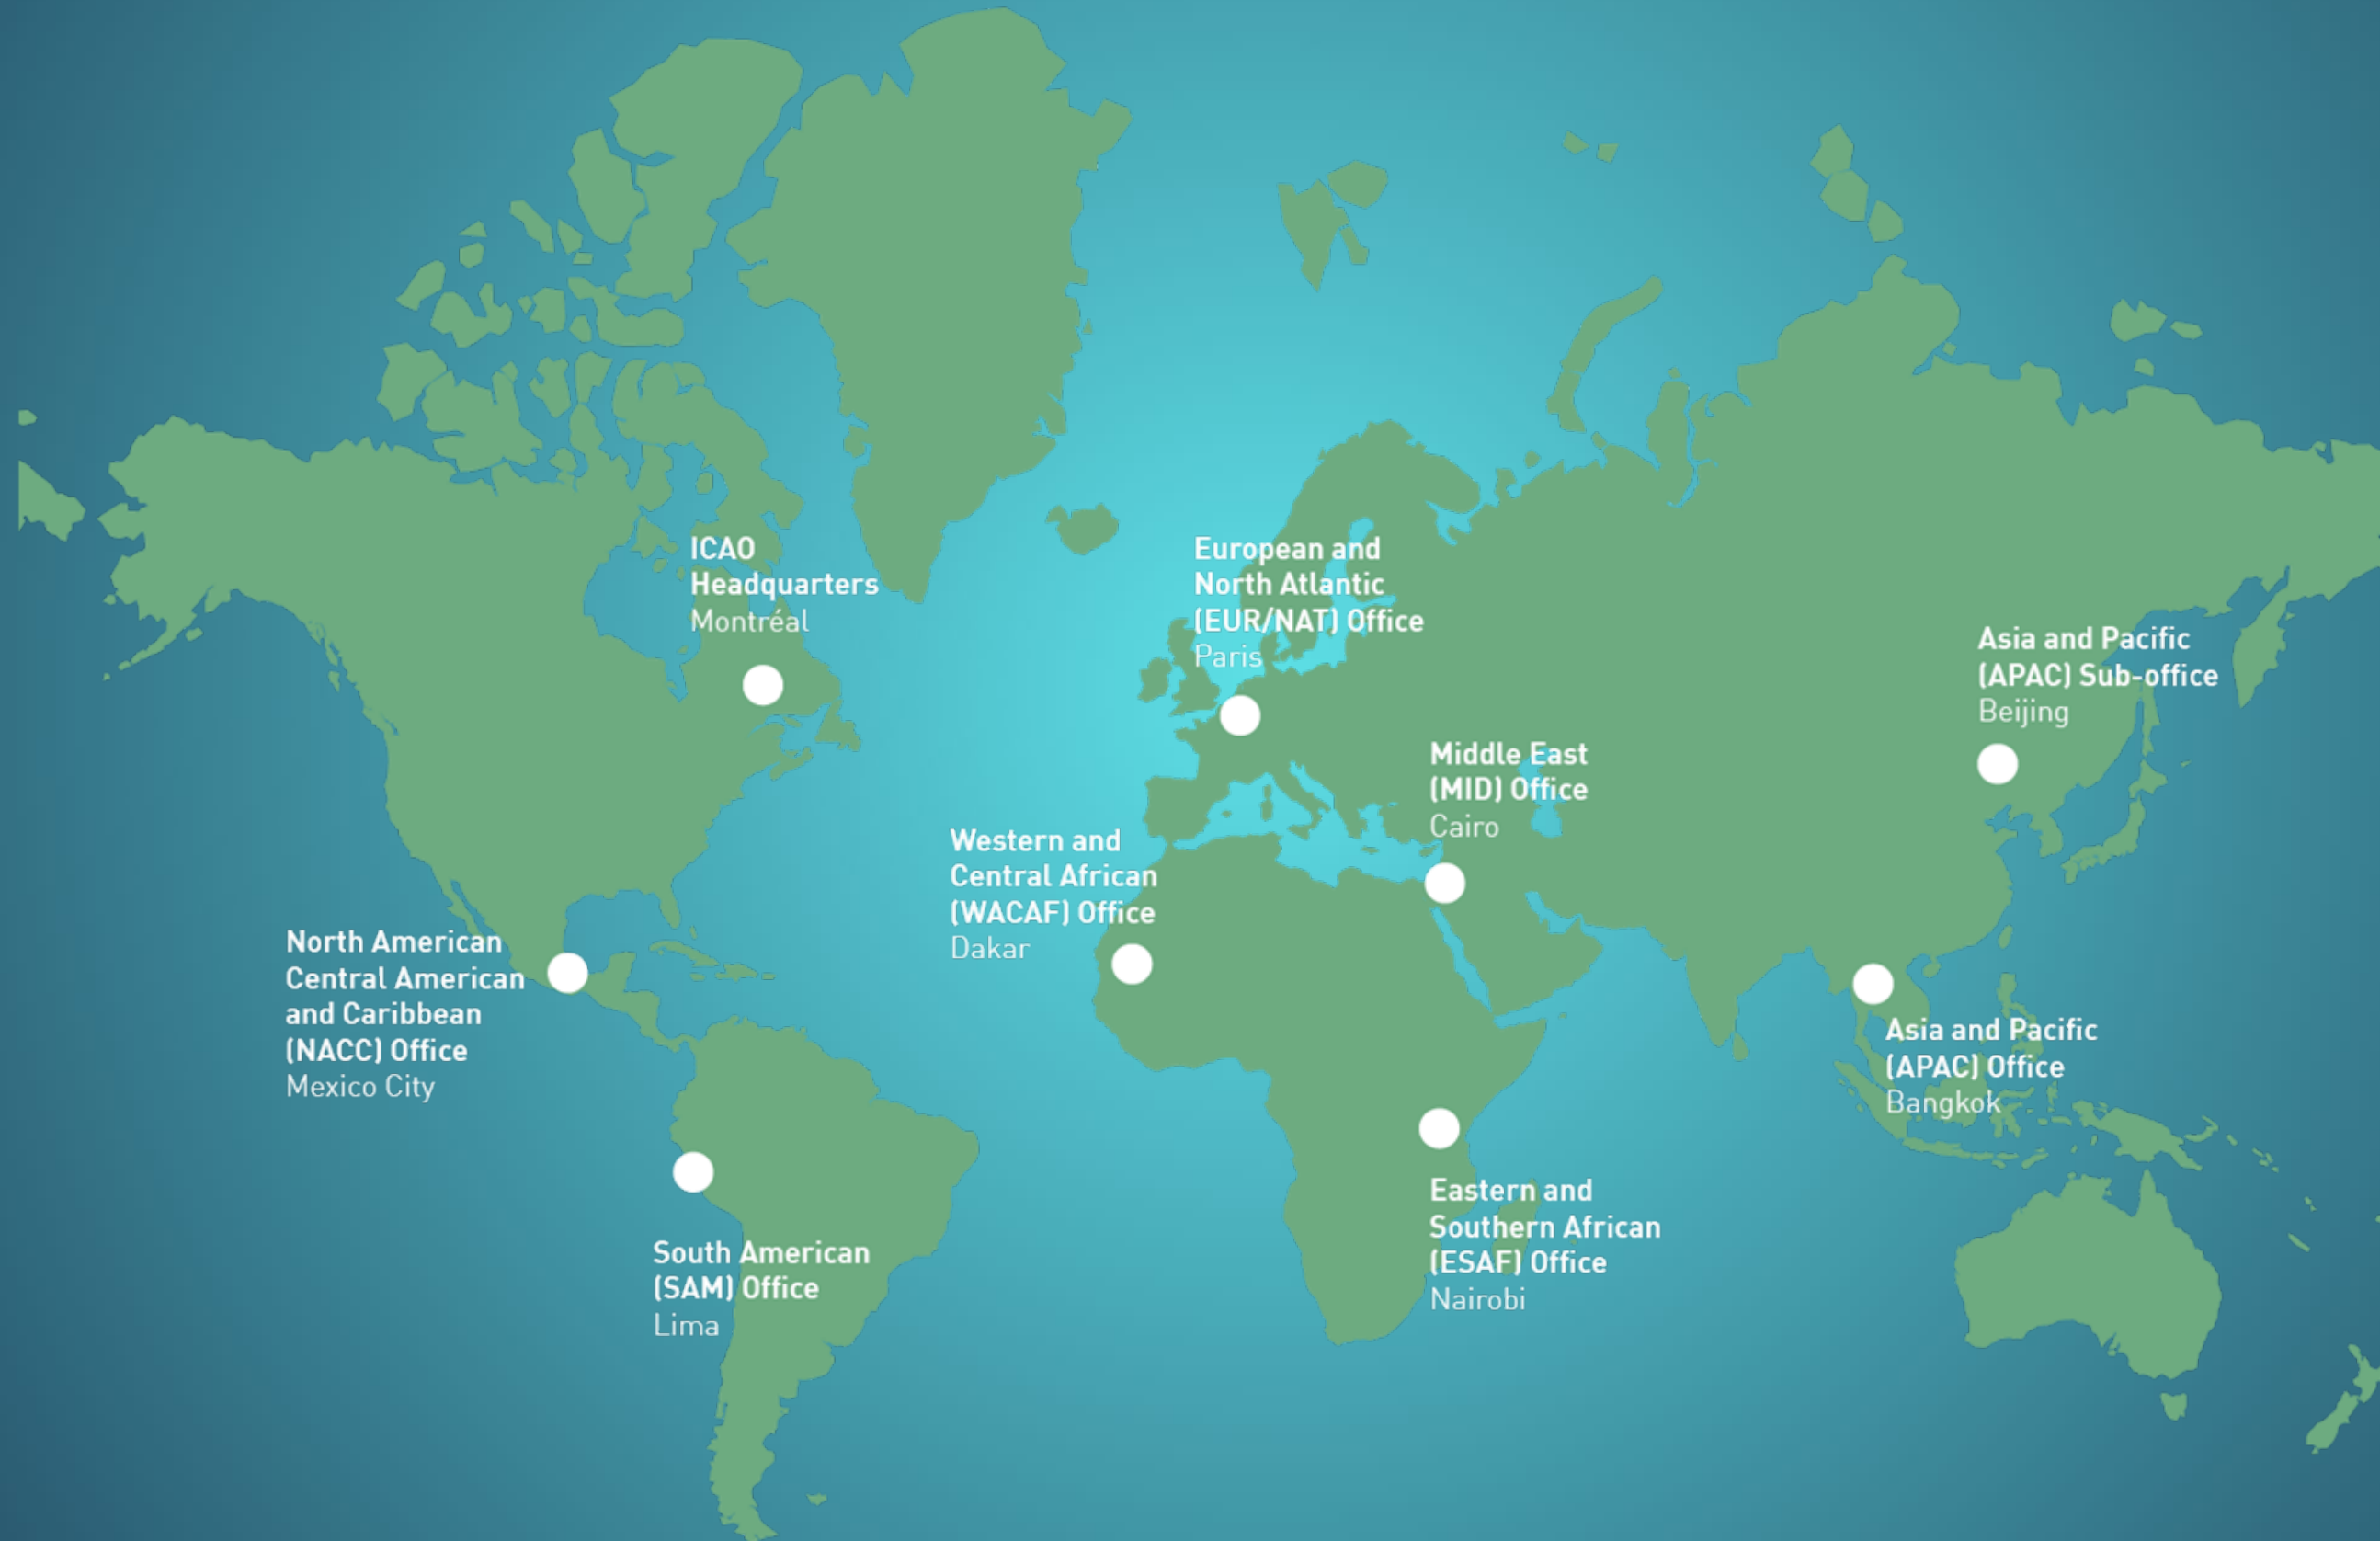 ICAO
Headquarters
Montréal
European and
North Atlantic
(EUR/NAT) Office
Paris
Asia and Pacific
(APAC) Sub-office
Beijing
Middle East
(MID) Office
Cairo
Western and
Central African
(WACAF) Office
Dakar
North American
Central American
and Caribbean
(NACC) Office
Mexico City
Asia and Pacific
(APAC) Office
Bangkok
Eastern and
Southern African
(ESAF) Office
Nairobi
South American
(SAM) Office
Lima